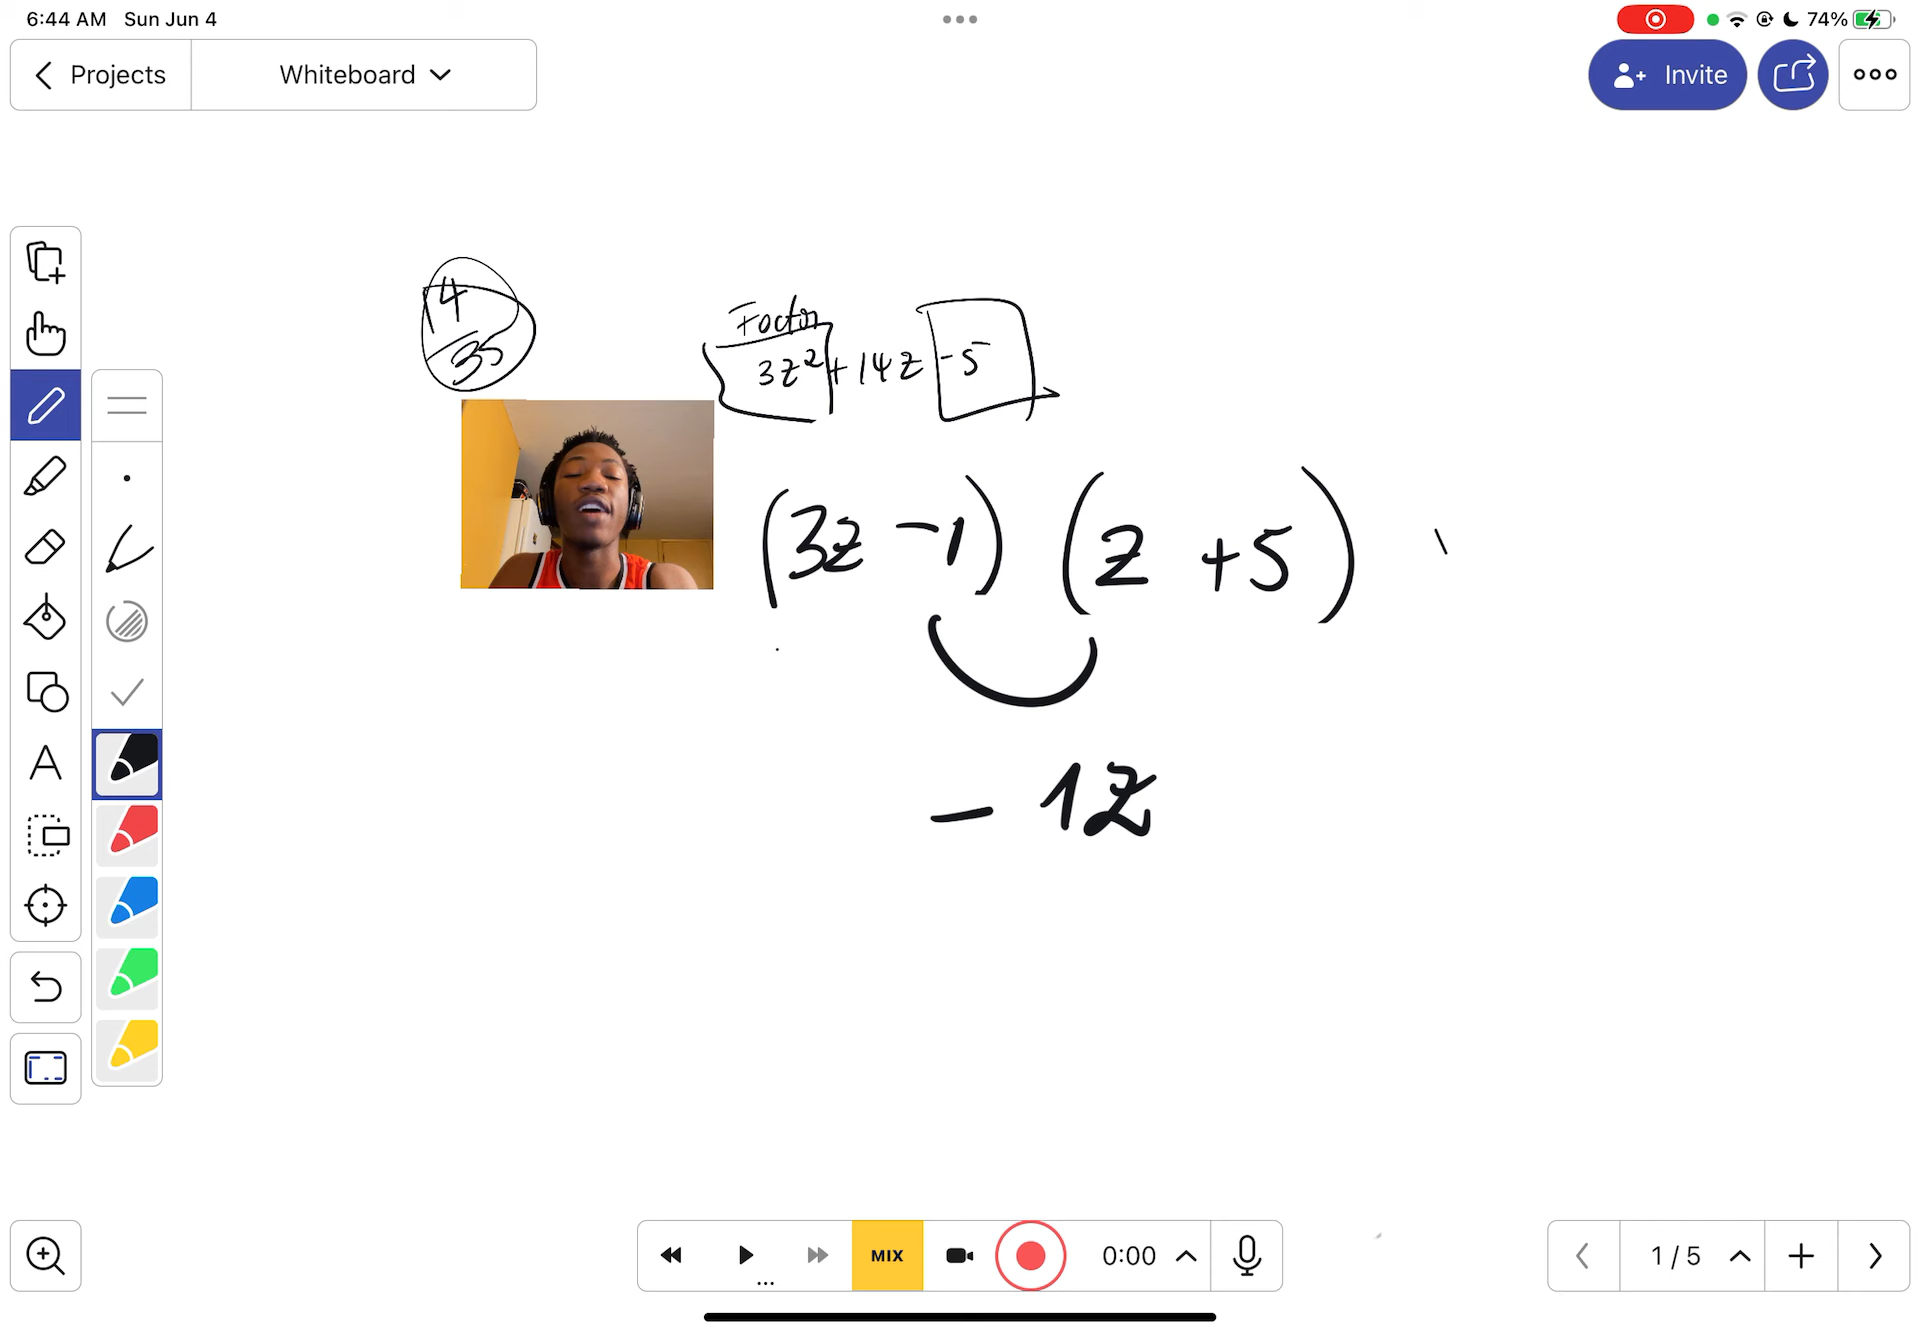 6:44 AM Sun Jun 4
74%
Projects
Whiteboard
Invite
14
35
Factor
3z²+14z -5
(3z -1) (z +5)
- 1z
A
MIX
0:00
1 / 5